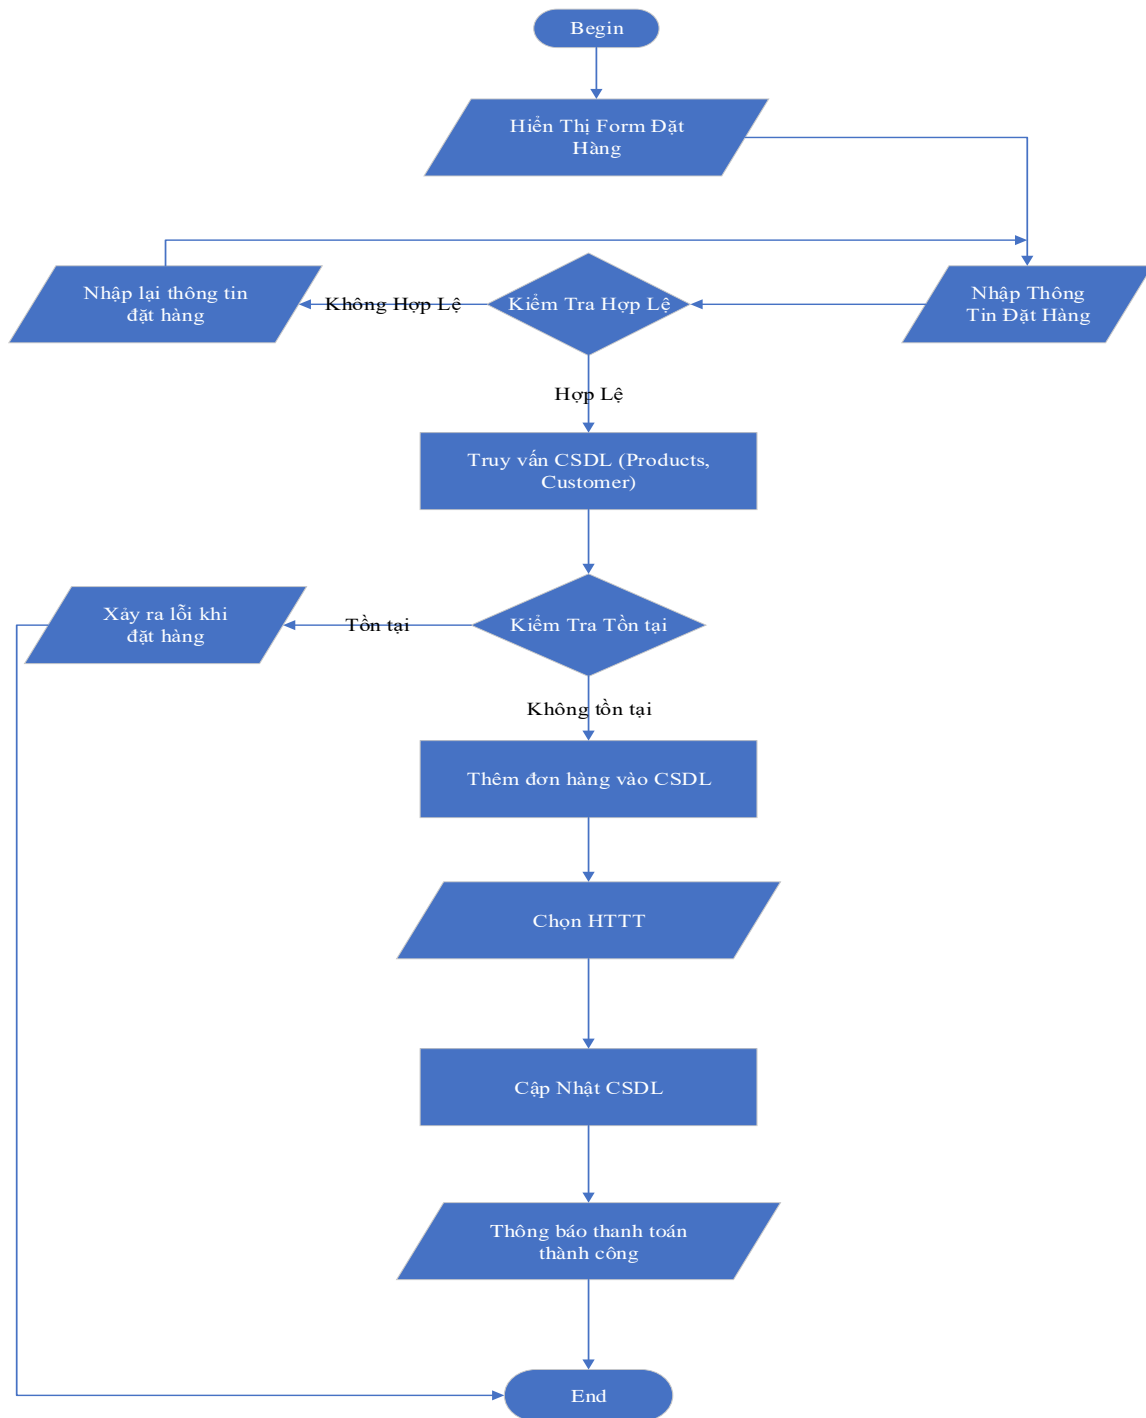 Begin
Hiển Thị Form Đặt
Hàng
Nhập lại thông tin
đặt hàng
Không Hợp Lệ
Kiểm Tra Hợp Lệ
Nhập Thông
Tin Đặt Hàng
Hợp Lệ
Truy vấn CSDL (Products,
Customer)
Xảy ra lỗi khi
đặt hàng
Tồn tại
Kiểm Tra Tồn tại
Không tồn tại
Thêm đơn hàng vào CSDL
Chọn HTTT
Cập Nhật CSDL
Thông báo thanh toán
thành công
End